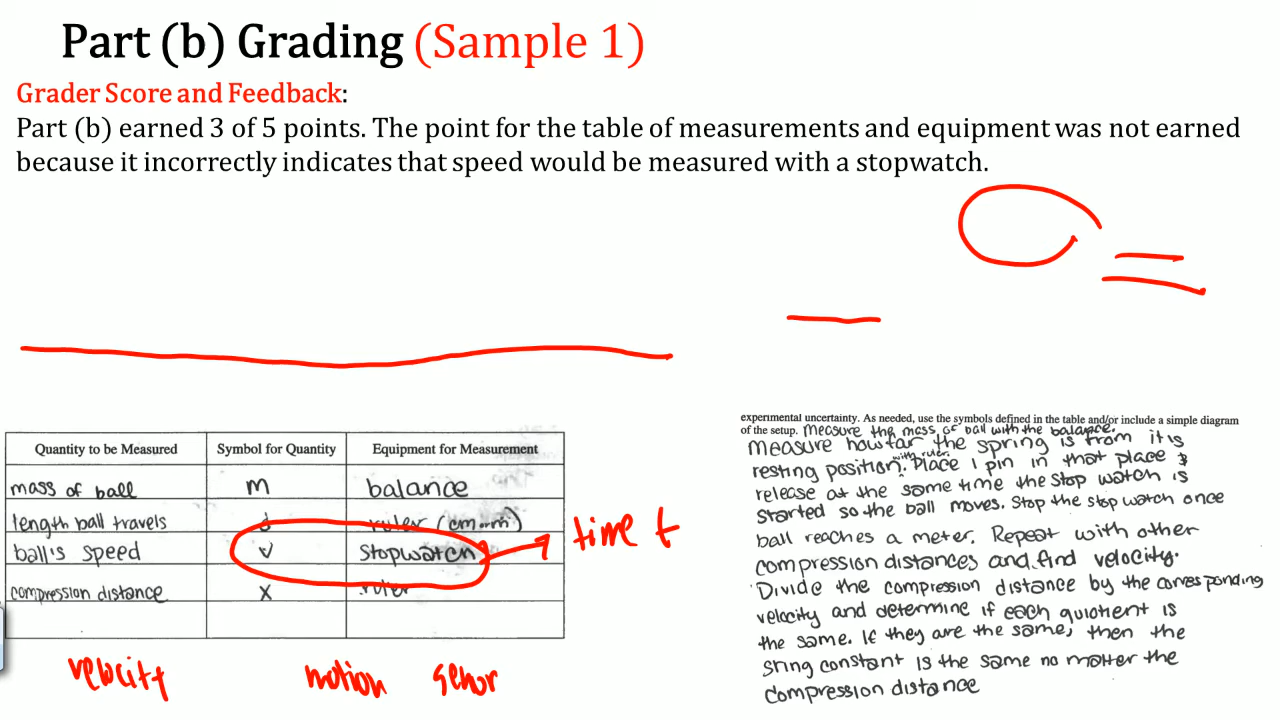 Part (b) Grading (Sample 1)
Grader Score and Feedback:
Part (b) earned 3 of 5 points. The point for the table of measurements and equipment was not earned
because it incorrectly indicates that speed would be measured with a stopwatch.
Quantity to be Measured Symbol for Quantity Equipment for Measurement
mass of ball m balance
length ball travels d ruler (cm or m)
ball's speed v stopwatch
compression distance x ruler
time t
velocity motion senor
experimental uncertainty. As needed, use the symbols defined in the table and/or include a simple diagram
of the setup. Measure the mass of ball with the balance.
Measure how far the spring is from it is
with ruler
resting position. Place 1 pin in that place &
release at the same time the stop watch is
started so the ball moves. Stop the stop watch once
ball reaches a meter. Repeat with other
compression distances and find velocity.
Divide the compression distance by the corresponding
velocity and determine if each quotient is
the same. If they are the same, then the
string constant is the same no matter the
compression distance